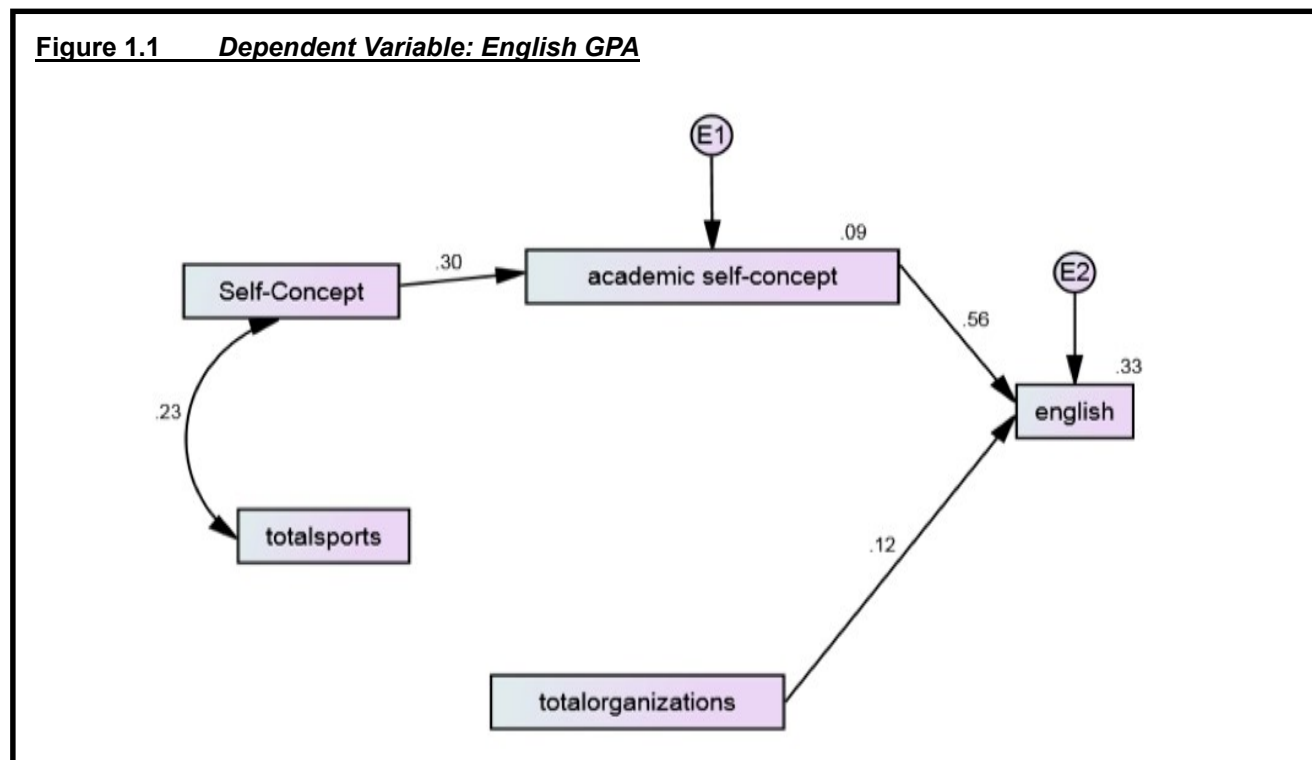 Figure 1.1 Dependent Variable: English GPA
E1
.09
.30
academic self-concept
E2
Self-Concept
.56
.33
english
.23
totalsports
.12
totalorganizations